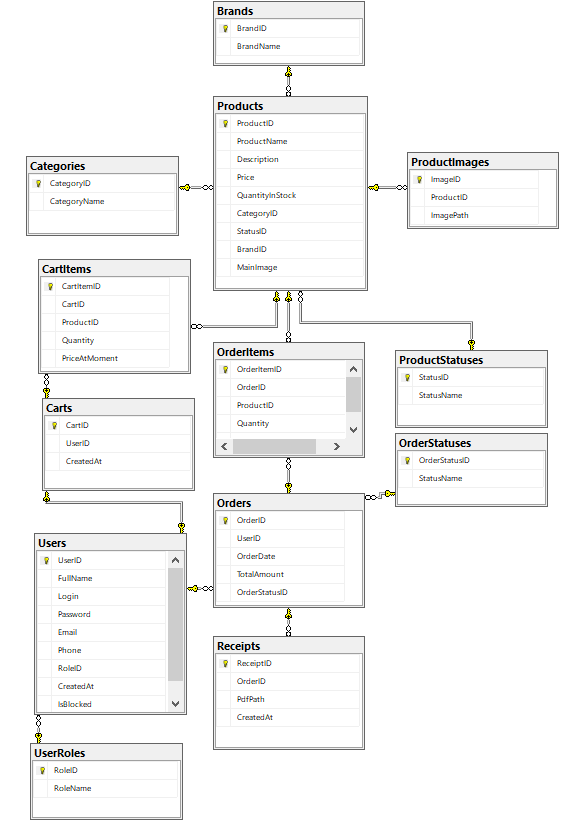 Brands
BrandID
BrandName
Products
ProductID
ProductName
Description
Price
QuantityInStock
CategoryID
StatusID
BrandID
MainImage
Categories
CategoryID
CategoryName
ProductImages
ImageID
ProductID
ImagePath
CartItems
CartItemID
CartID
ProductID
Quantity
PriceAtMoment
OrderItems
OrderItemID
OrderID
ProductID
Quantity
ProductStatuses
StatusID
StatusName
Carts
CartID
UserID
CreatedAt
OrderStatuses
OrderStatusID
StatusName
Orders
OrderID
UserID
OrderDate
TotalAmount
OrderStatusID
Users
UserID
FullName
Login
Password
Email
Phone
RoleID
CreatedAt
IsBlocked
Receipts
ReceiptID
OrderID
PdfPath
CreatedAt
UserRoles
RoleID
RoleName